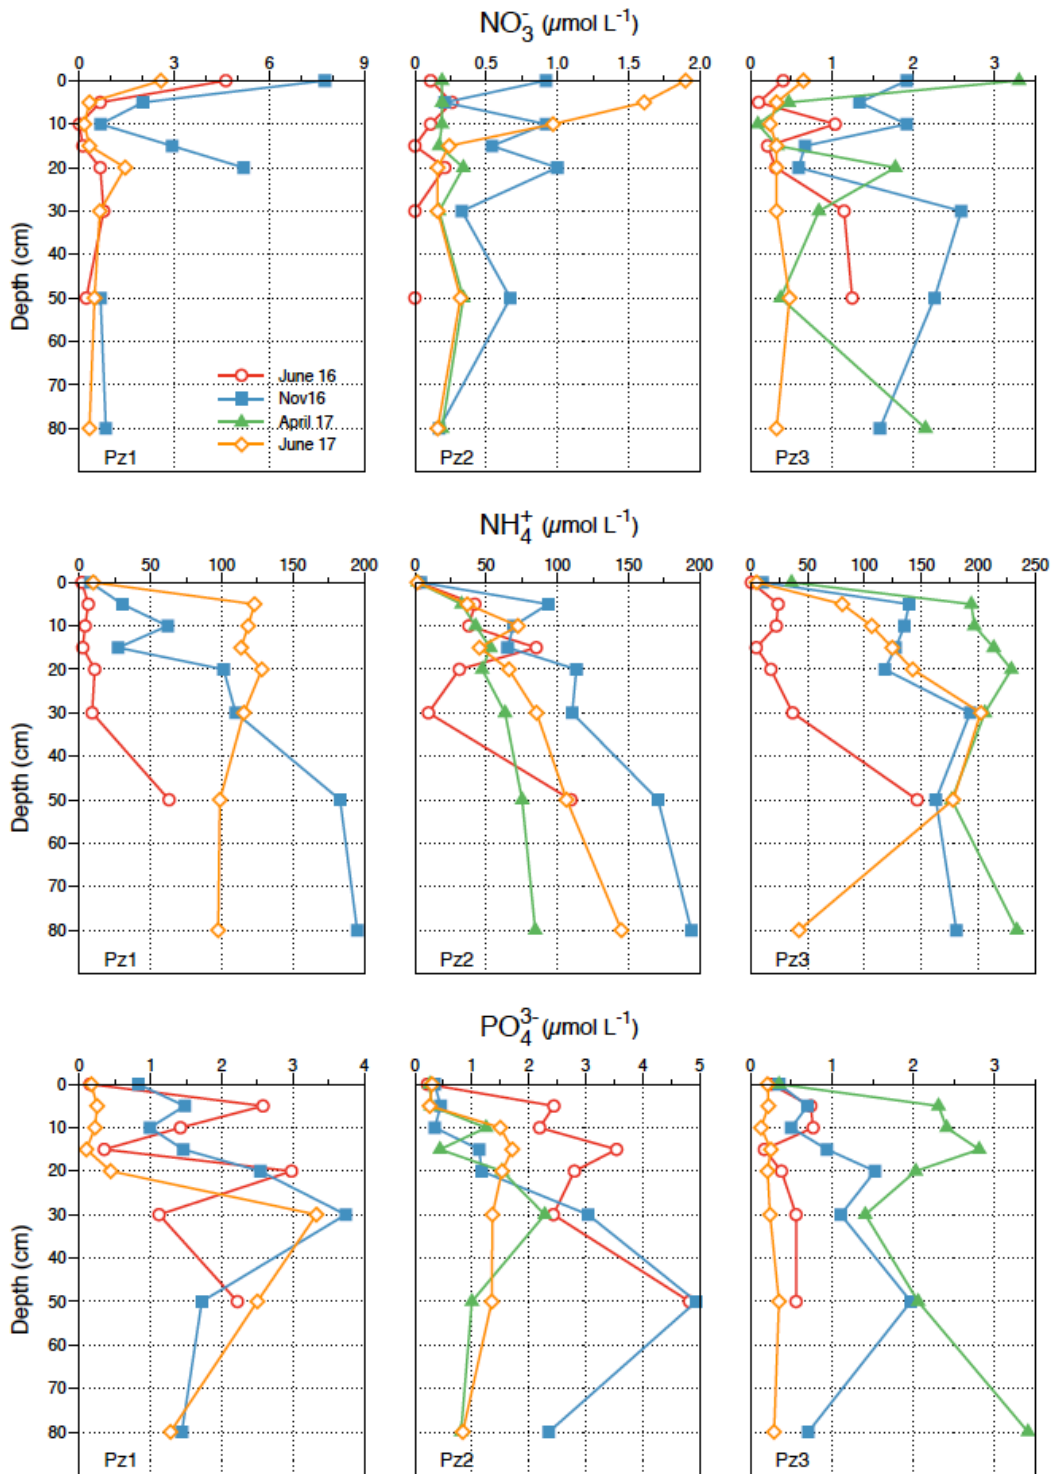 NO₃⁻ (μmol L⁻¹)
0 3 6 9 0 0.5 1.0 1.5 2.0 0 1 2 3
0
10
20
30
40
50
60
70
80
Depth (cm)
June 16
Nov16
April 17
June 17
Pz1 Pz2 Pz3
NH₄⁺ (μmol L⁻¹)
0 50 100 150 200 0 50 100 150 200 0 50 100 150 200 250
0
10
20
30
40
50
60
70
80
Depth (cm)
Pz1 Pz2 Pz3
PO₄³⁻ (μmol L⁻¹)
0 1 2 3 4 0 1 2 3 4 5 0 1 2 3
0
10
20
30
40
50
60
70
80
Depth (cm)
Pz1 Pz2 Pz3